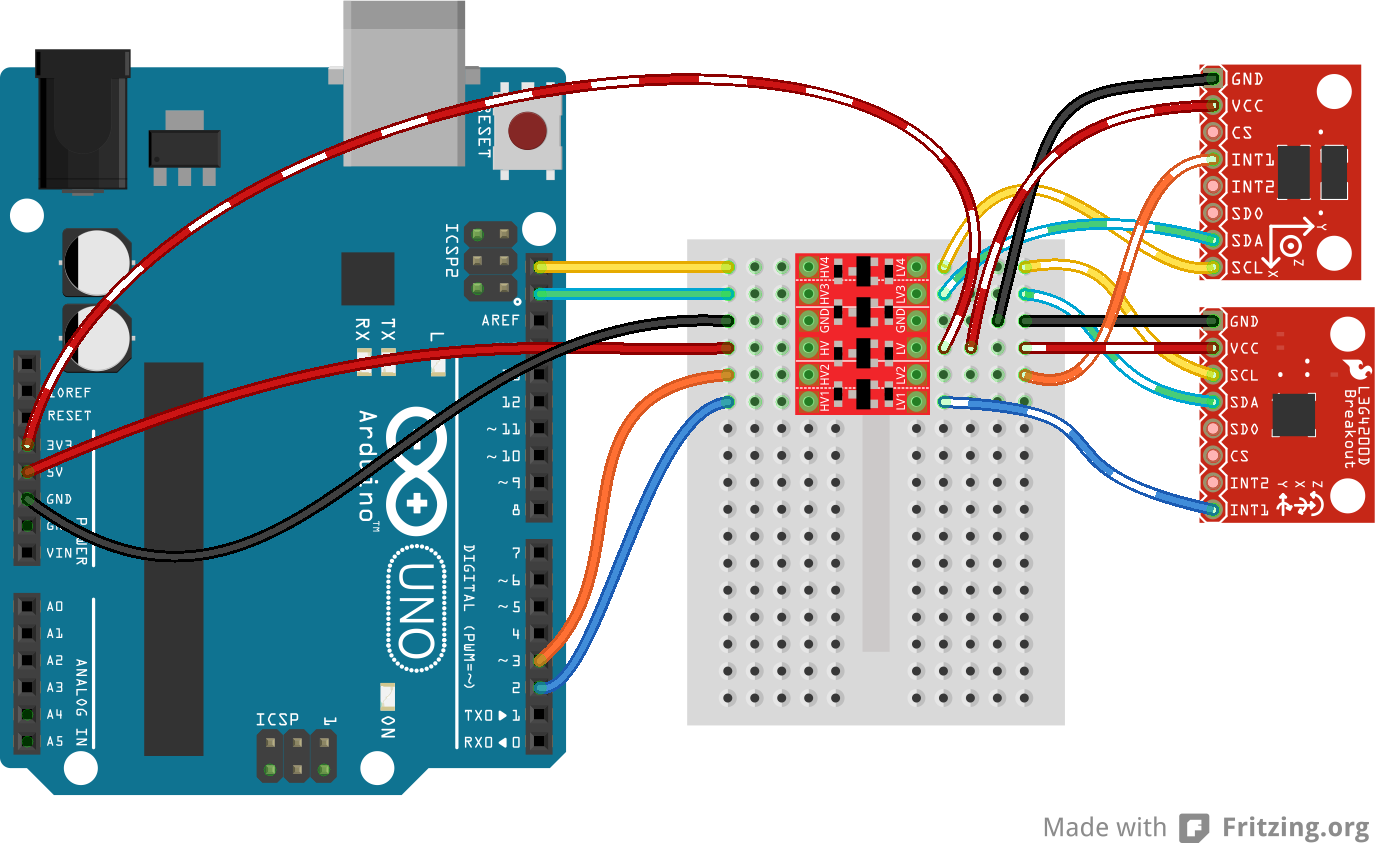 RESET
ICSP2
L
TX
RX
AREF
IOREF
RESET
3V3
5V
GND
VIN
POWER
12
~11
~10
~9
8
7
~6
~5
4
~3
2
TX0 1
RX0 0
DIGITAL (PWM=~)
Arduino™
UNO
A0
A1
A2
A3
A4
A5
ANALOG IN
ICSP
1
ON
HV4
HV3
GND
HV
HV2
HV1
LV4
LV3
GND
LV
LV2
LV1
GND
VCC
CS
INT1
INT2
SDO
SDA
SCL
Y
Z
X
GND
VCC
SCL
SDA
SDO
CS
INT2
INT1
L3G4200D
Breakout
Y X Z
Made with Fritzing.org